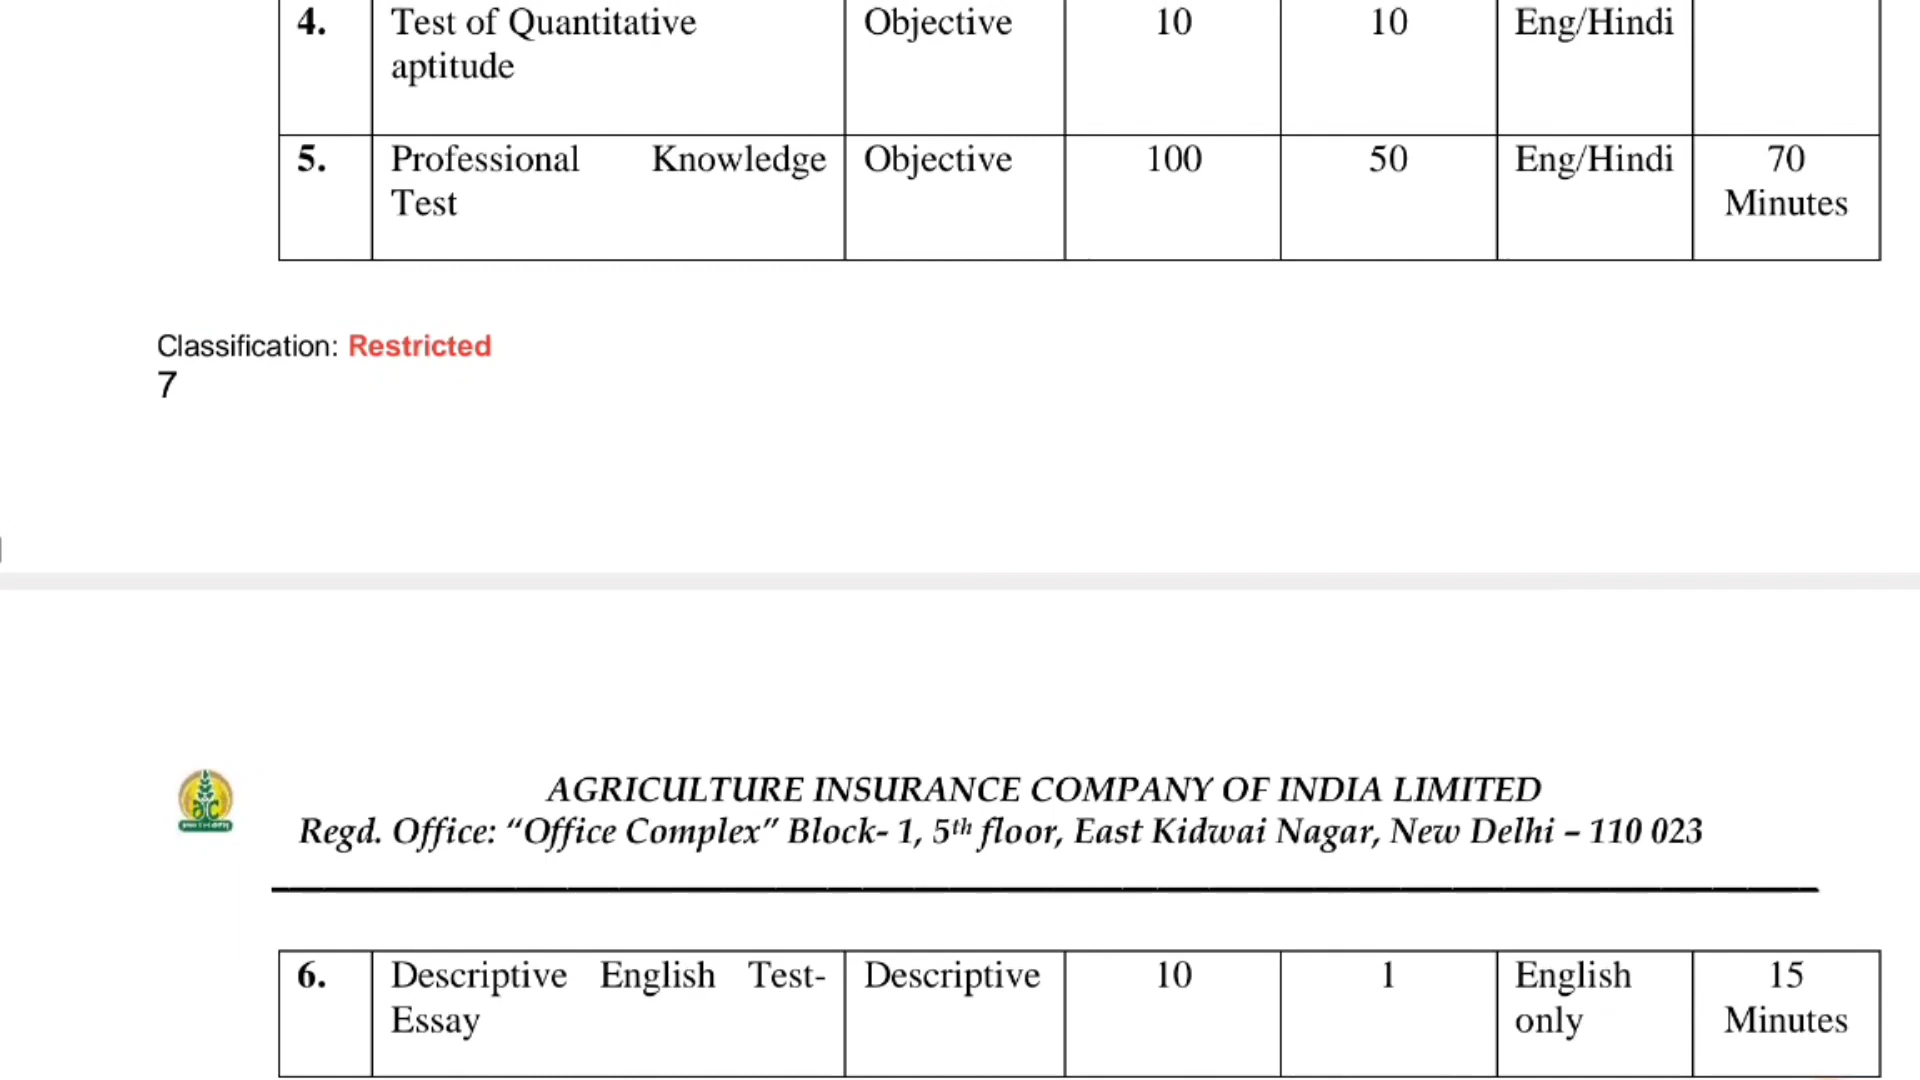 4. Test of Quantitative Objective 10 10 Eng/Hindi
aptitude
5. Professional Knowledge Objective 100 50 Eng/Hindi 70
Test Minutes
Classification: Restricted
7
AGRICULTURE INSURANCE COMPANY OF INDIA LIMITED
Regd. Office: “Office Complex” Block- 1, 5th floor, East Kidwai Nagar, New Delhi – 110 023
6. Descriptive English Test- Descriptive 10 1 English 15
Essay only Minutes